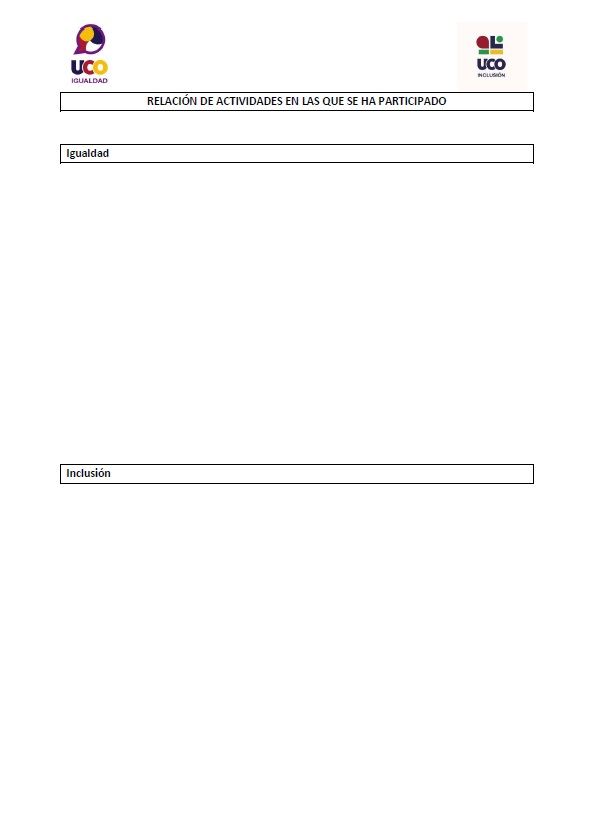 UCO
IGUALDAD
UCO
INCLUSIÓN
RELACIÓN DE ACTIVIDADES EN LAS QUE SE HA PARTICIPADO
Igualdad
Inclusión